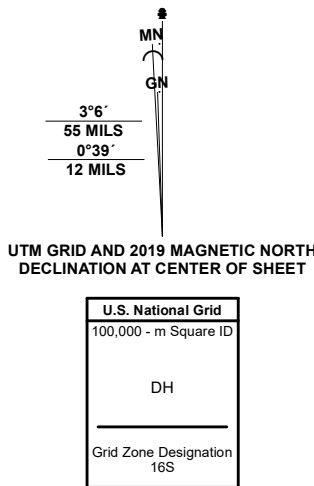 MN
GN
3°6´
55 MILS
0°39´
12 MILS
UTM GRID AND 2019 MAGNETIC NORTH
DECLINATION AT CENTER OF SHEET
U.S. National Grid
100,000 - m Square ID
DH
Grid Zone Designation
16S